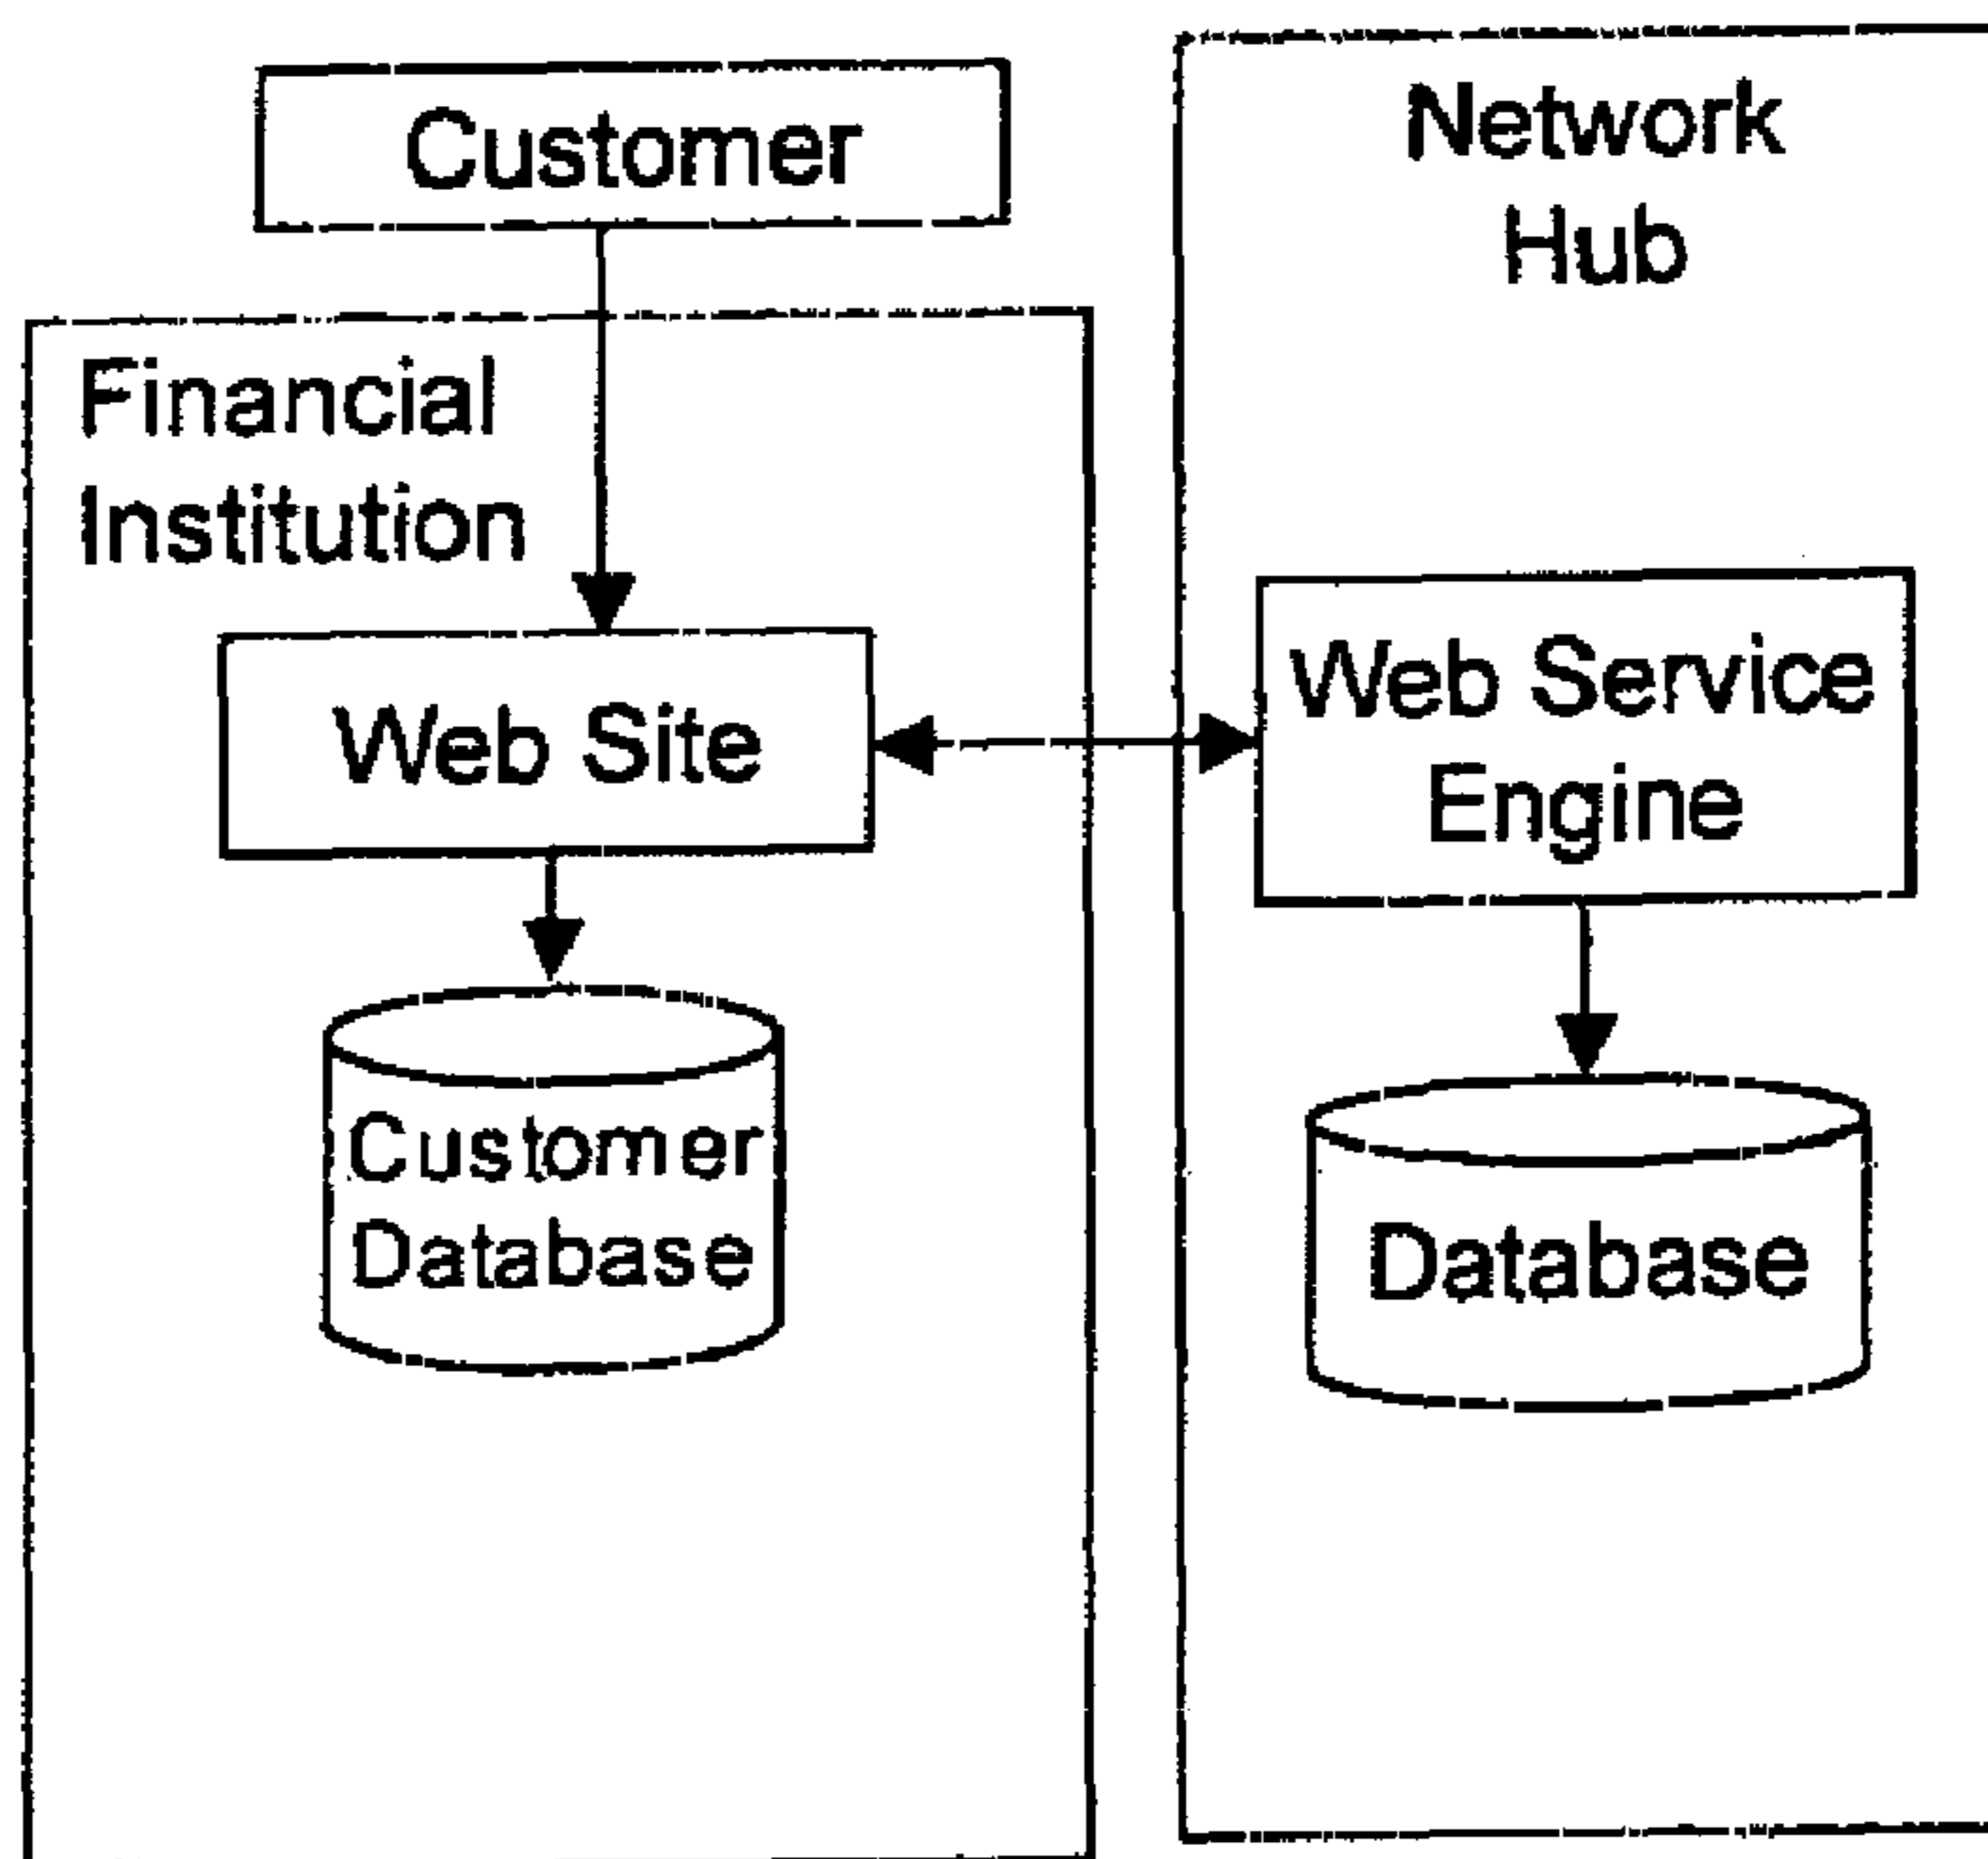 Customer
Network
Hub
Financial
Institution
Web Site
Web Service
Engine
Customer
Database
Database